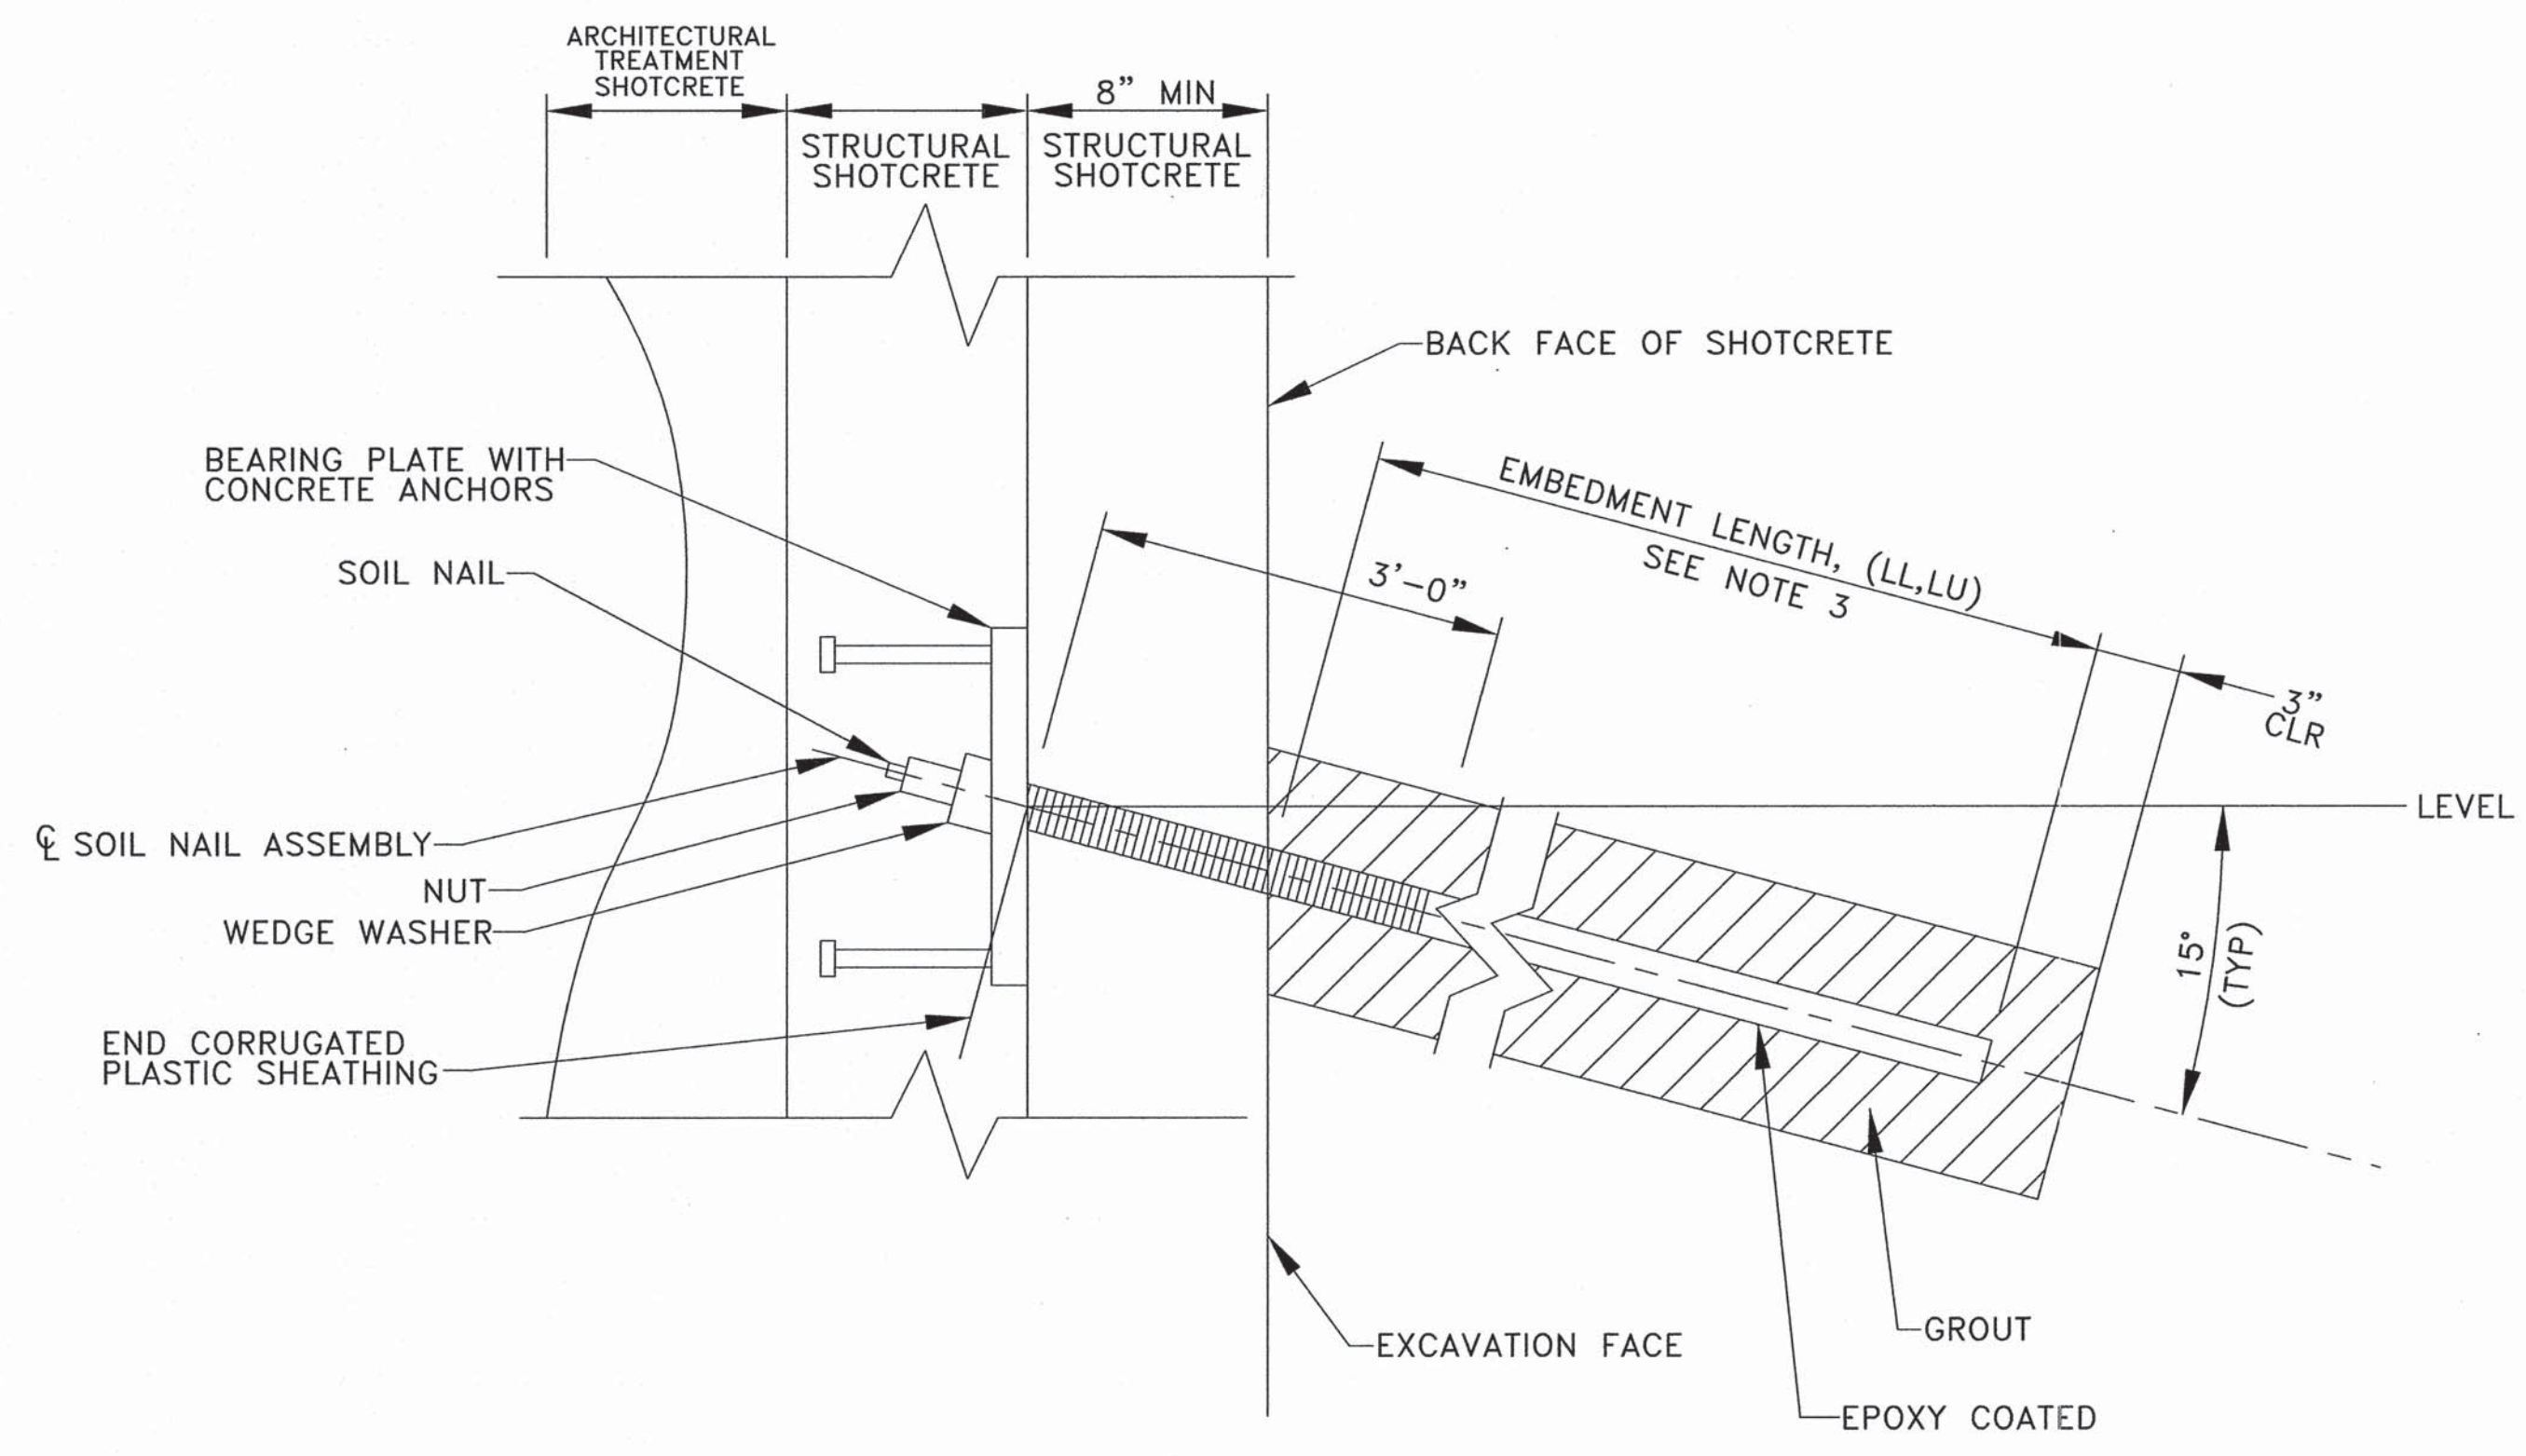 ARCHITECTURAL
TREATMENT
SHOTCRETE
8” MIN
STRUCTURAL
SHOTCRETE
STRUCTURAL
SHOTCRETE
BACK FACE OF SHOTCRETE
BEARING PLATE WITH
CONCRETE ANCHORS
EMBEDMENT LENGTH, (LL,LU)
SEE NOTE 3
SOIL NAIL
3’–0”
3”
CLR
LEVEL
℄ SOIL NAIL ASSEMBLY
NUT
WEDGE WASHER
15°
(TYP)
END CORRUGATED
PLASTIC SHEATHING
GROUT
EXCAVATION FACE
EPOXY COATED